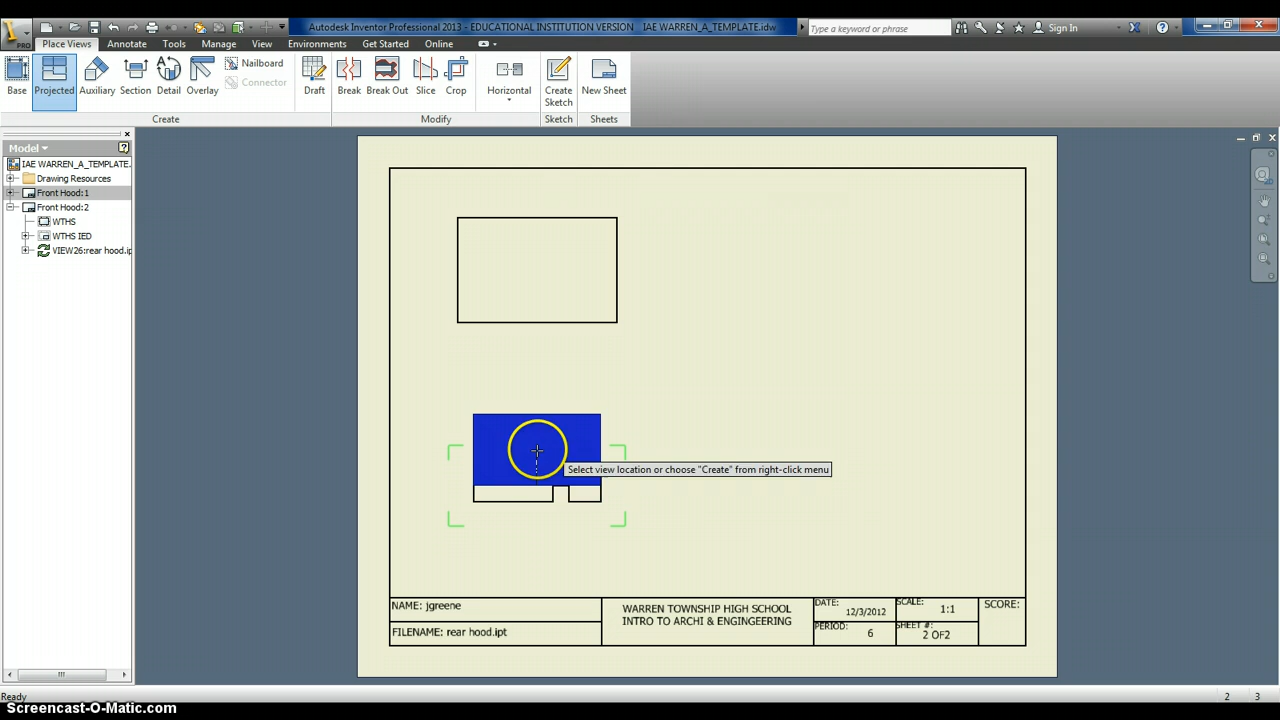 Autodesk Inventor Professional 2013 - EDUCATIONAL INSTITUTION VERSION IAE WARREN_A_TEMPLATE.idw
Type a keyword or phrase
Sign In
PRO
Place Views Annotate Tools Manage View Environments Get Started Online
Base Projected Auxiliary Section Detail Overlay
Nailboard
Connector
Draft Break Break Out Slice Crop Horizontal Create Sketch New Sheet
Create Modify Sketch Sheets
Model
IAE WARREN_A_TEMPLATE.
Drawing Resources
Front Hood:1
Front Hood:2
WTHS
WTHS IED
VIEW26:rear hood.ip
Select view location or choose "Create" from right-click menu
NAME: jgreene
FILENAME: rear hood.ipt
WARREN TOWNSHIP HIGH SCHOOL
INTRO TO ARCHI & ENGINGEERING
DATE: 12/3/2012
SCALE: 1:1
SCORE:
PERIOD: 6
SHEET #: 2 OF2
Ready
2 3
Screencast-O-Matic.com